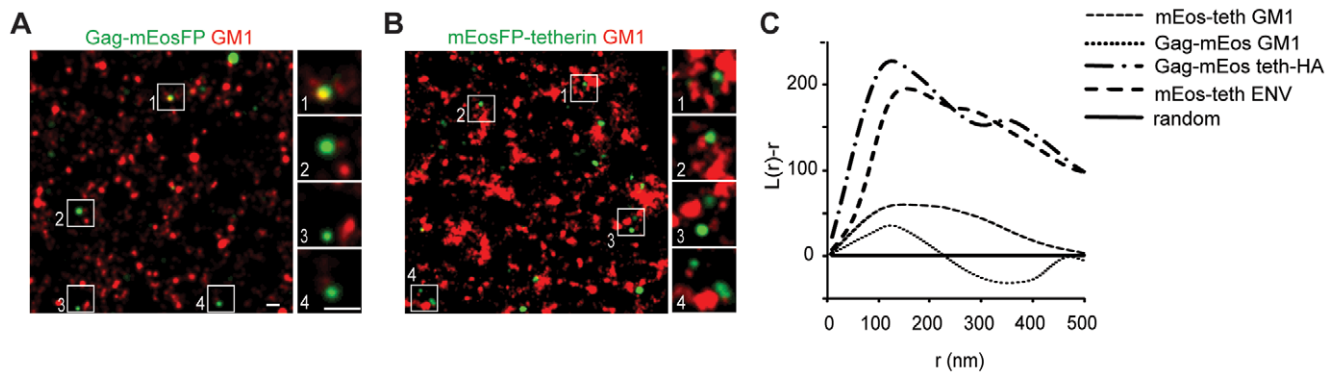 A
Gag-mEosFP GM1
1
2
3
4
1
2
3
4
B
mEosFP-tetherin GM1
1
2
3
4
1
2
3
4
C
L(r)-r
200
100
0
0 100 200 300 400 500
r (nm)
mEos-teth GM1
Gag-mEos GM1
Gag-mEos teth-HA
mEos-teth ENV
random